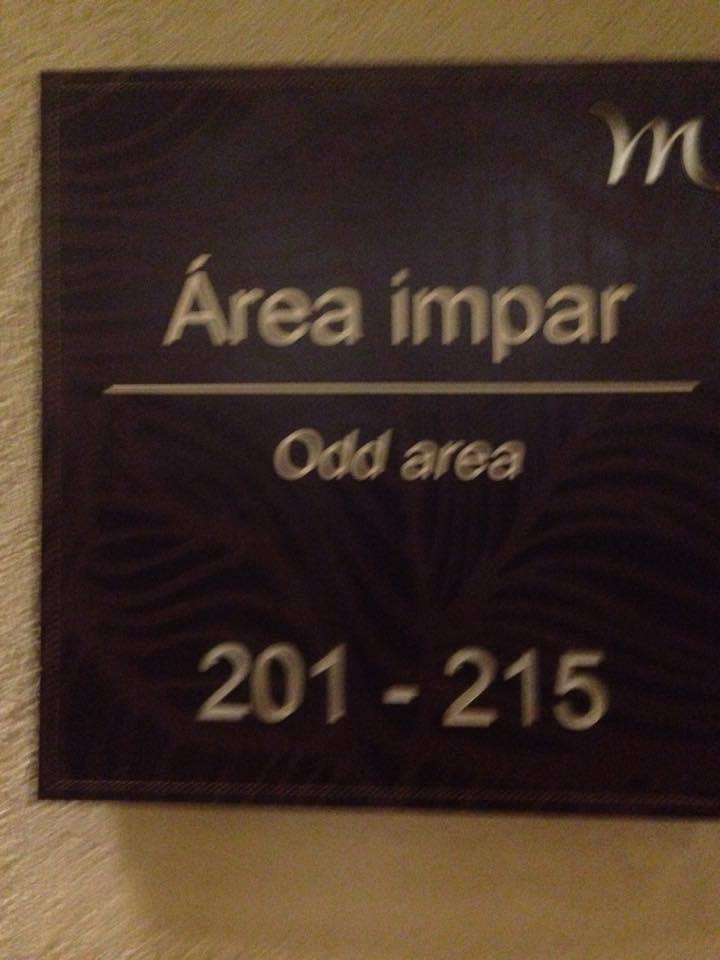 m
Área impar
Odd area
201 - 215